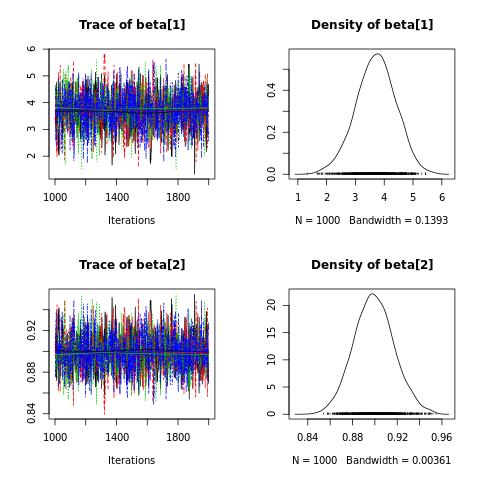 Trace of beta[1]
6
5
4
3
2
1000 1400 1800
Iterations
Density of beta[1]
0.4
0.2
0.0
1 2 3 4 5 6
N = 1000 Bandwidth = 0.1393
Trace of beta[2]
0.92
0.88
0.84
1000 1400 1800
Iterations
Density of beta[2]
20
15
10
5
0
0.84 0.88 0.92 0.96
N = 1000 Bandwidth = 0.00361